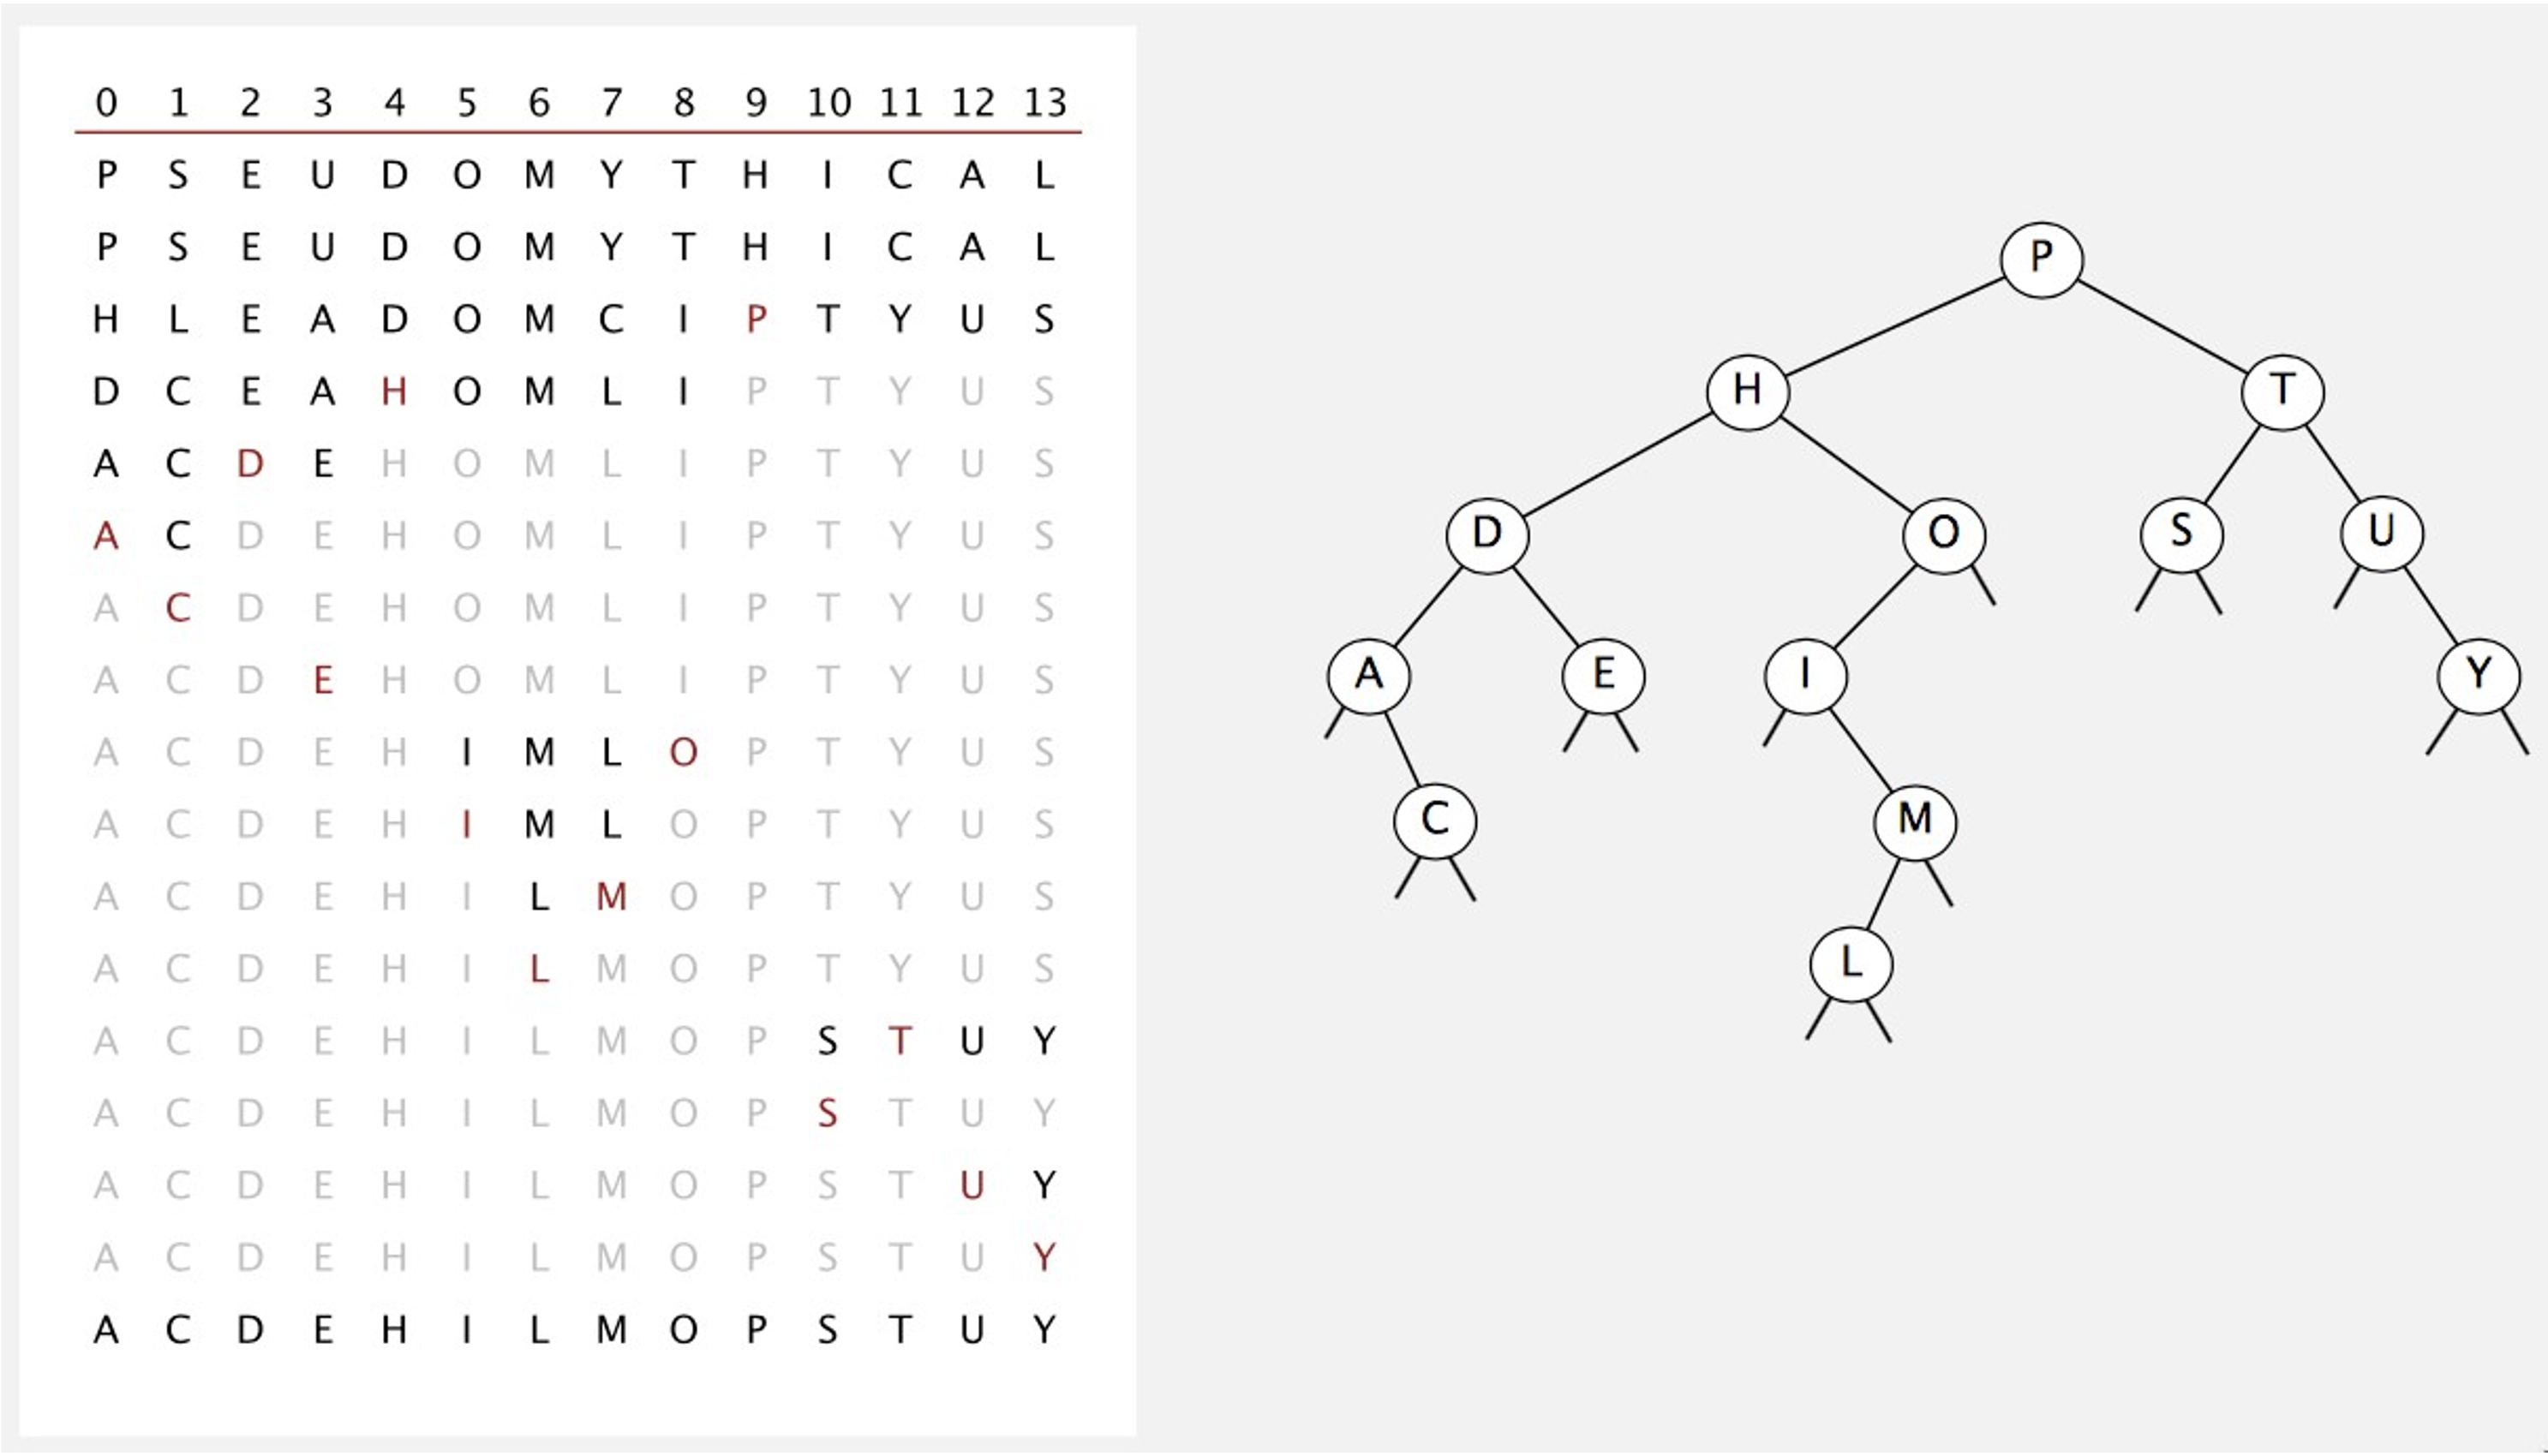 0 1 2 3 4 5 6 7 8 9 10 11 12 13
P S E U D O M Y T H I C A L
P S E U D O M Y T H I C A L
H L E A D O M C I P T Y U S
D C E A H O M L I P T Y U S
A C D E H O M L I P T Y U S
A C D E H O M L I P T Y U S
A C D E H O M L I P T Y U S
A C D E H O M L I P T Y U S
A C D E H I M L O P T Y U S
A C D E H I M L O P T Y U S
A C D E H I L M O P T Y U S
A C D E H I L M O P T Y U S
A C D E H I L M O P S T U Y
A C D E H I L M O P S T U Y
A C D E H I L M O P S T U Y
A C D E H I L M O P S T U Y
A C D E H I L M O P S T U Y
P
H T
D O S U
A E I Y
C M
L